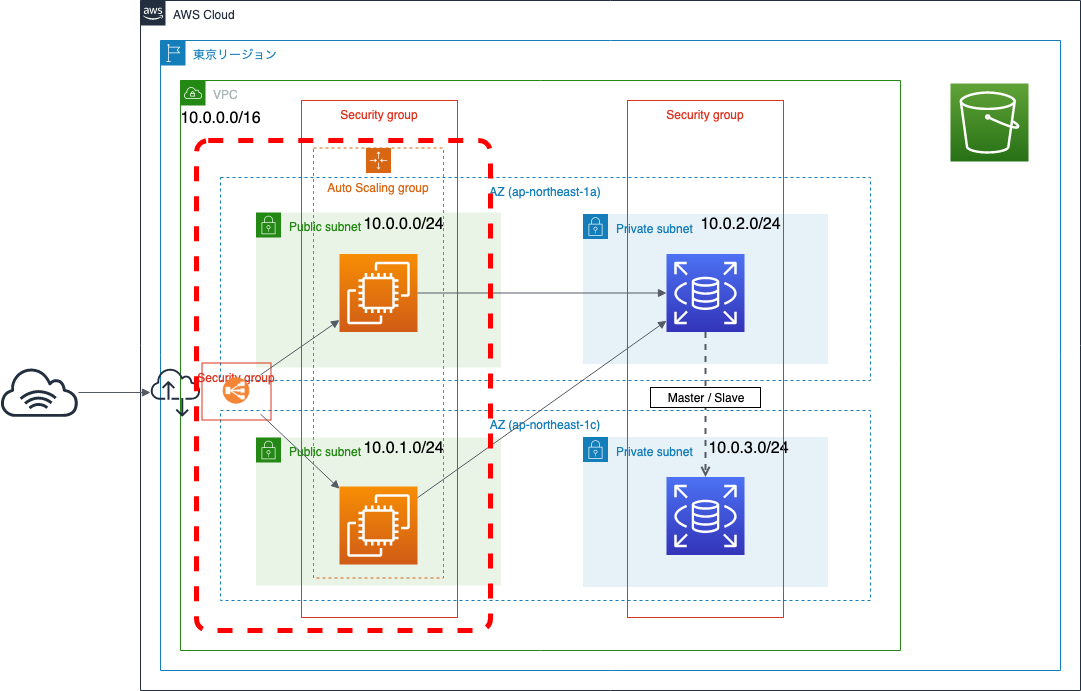 aws
AWS Cloud
東京リージョン
VPC
10.0.0.0/16
Security group
Security group
Auto Scaling group
AZ (ap-northeast-1a)
Public subnet 10.0.0.0/24
Private subnet 10.0.2.0/24
Security group
Master / Slave
AZ (ap-northeast-1c)
Public subnet 10.0.1.0/24
Private subnet 10.0.3.0/24